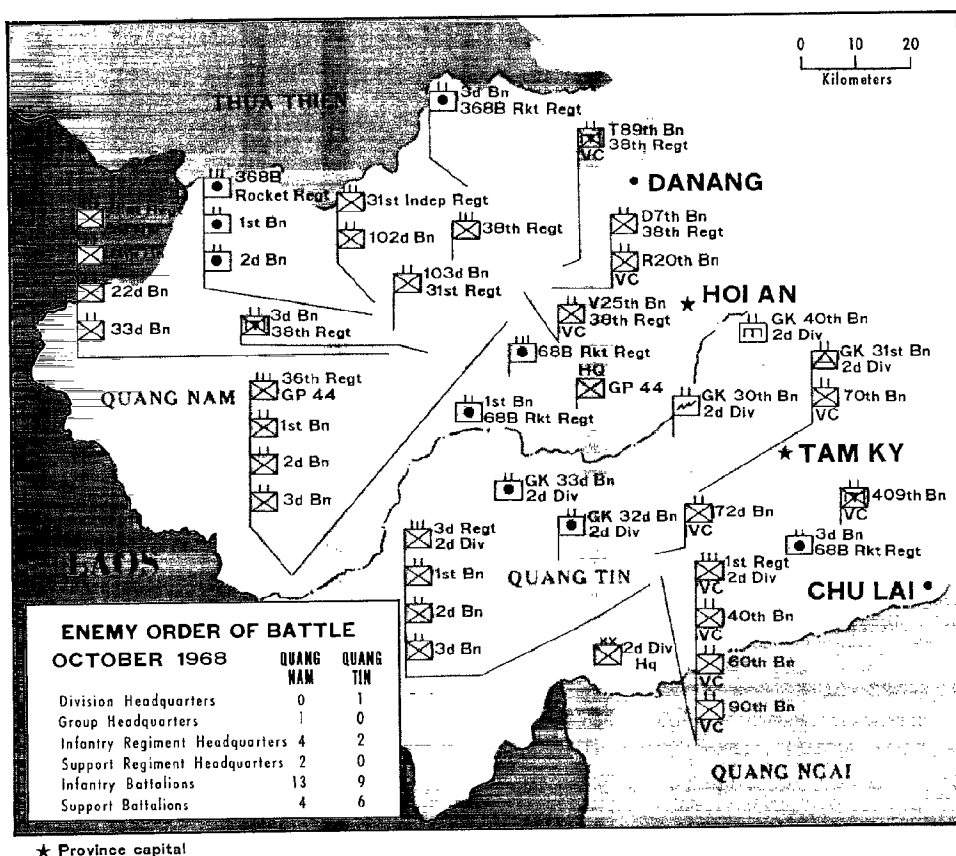 0 10 20
Kilometers
THUA THIEN
3d Bn
368B Rkt Regt
T89th Bn
38th Regt
VC
DANANG
368B
Rocket Regt
1st Bn
2d Bn
31st Indep Regt
102d Bn
38th Regt
103d Bn
31st Regt
D7th Bn
38th Regt
R20th Bn
VC
22d Bn
33d Bn
3d Bn
38th Regt
V25th Bn
38th Regt
VC
HOI AN
GK 40th Bn
2d Div
GK 31st Bn
2d Div
70th Bn
VC
68B Rkt Regt
HQ
GP 44
GK 30th Bn
2d Div
QUANG NAM
36th Regt
GP 44
1st Bn
2d Bn
3d Bn
1st Bn
68B Rkt Regt
TAM KY
GK 33d Bn
2d Div
GK 32d Bn
2d Div
72d Bn
VC
409th Bn
VC
3d Bn
68B Rkt Regt
3d Regt
2d Div
1st Bn
2d Bn
3d Bn
QUANG TIN
1st Regt
2d Div
VC
40th Bn
VC
60th Bn
VC
90th Bn
VC
CHU LAI
LAOS
XX
2d Div
Hq
QUANG NGAI
ENEMY ORDER OF BATTLE
OCTOBER 1968
QUANG NAM QUANG TIN
Division Headquarters 0 1
Group Headquarters 1 0
Infantry Regiment Headquarters 4 2
Support Regiment Headquarters 2 0
Infantry Battalions 13 9
Support Battalions 4 6
★ Province capital